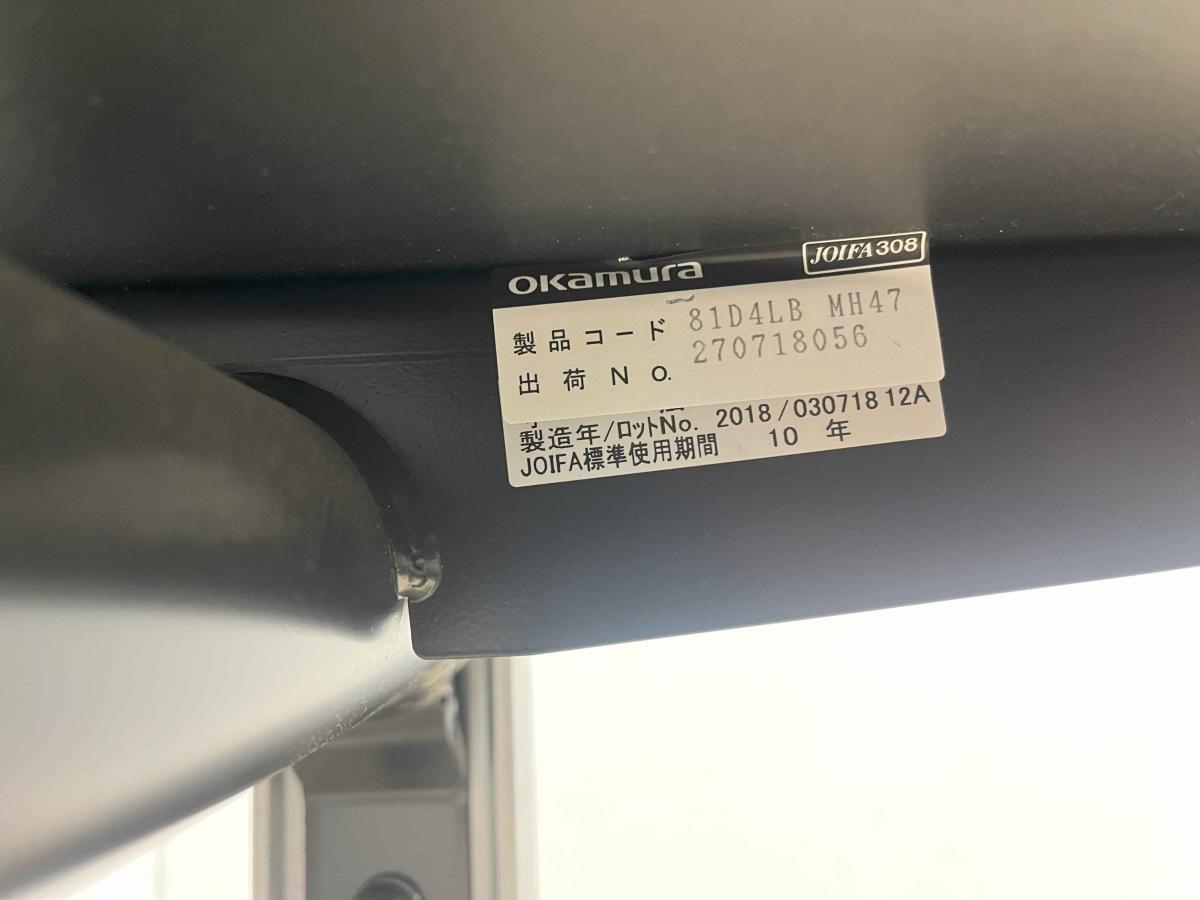 okamura JOIFA308
製品コード 81D4LB MH47
出荷No. 270718056
製造年/ロットNo. 2018/030718 12A
JOIFA標準使用期間 10 年